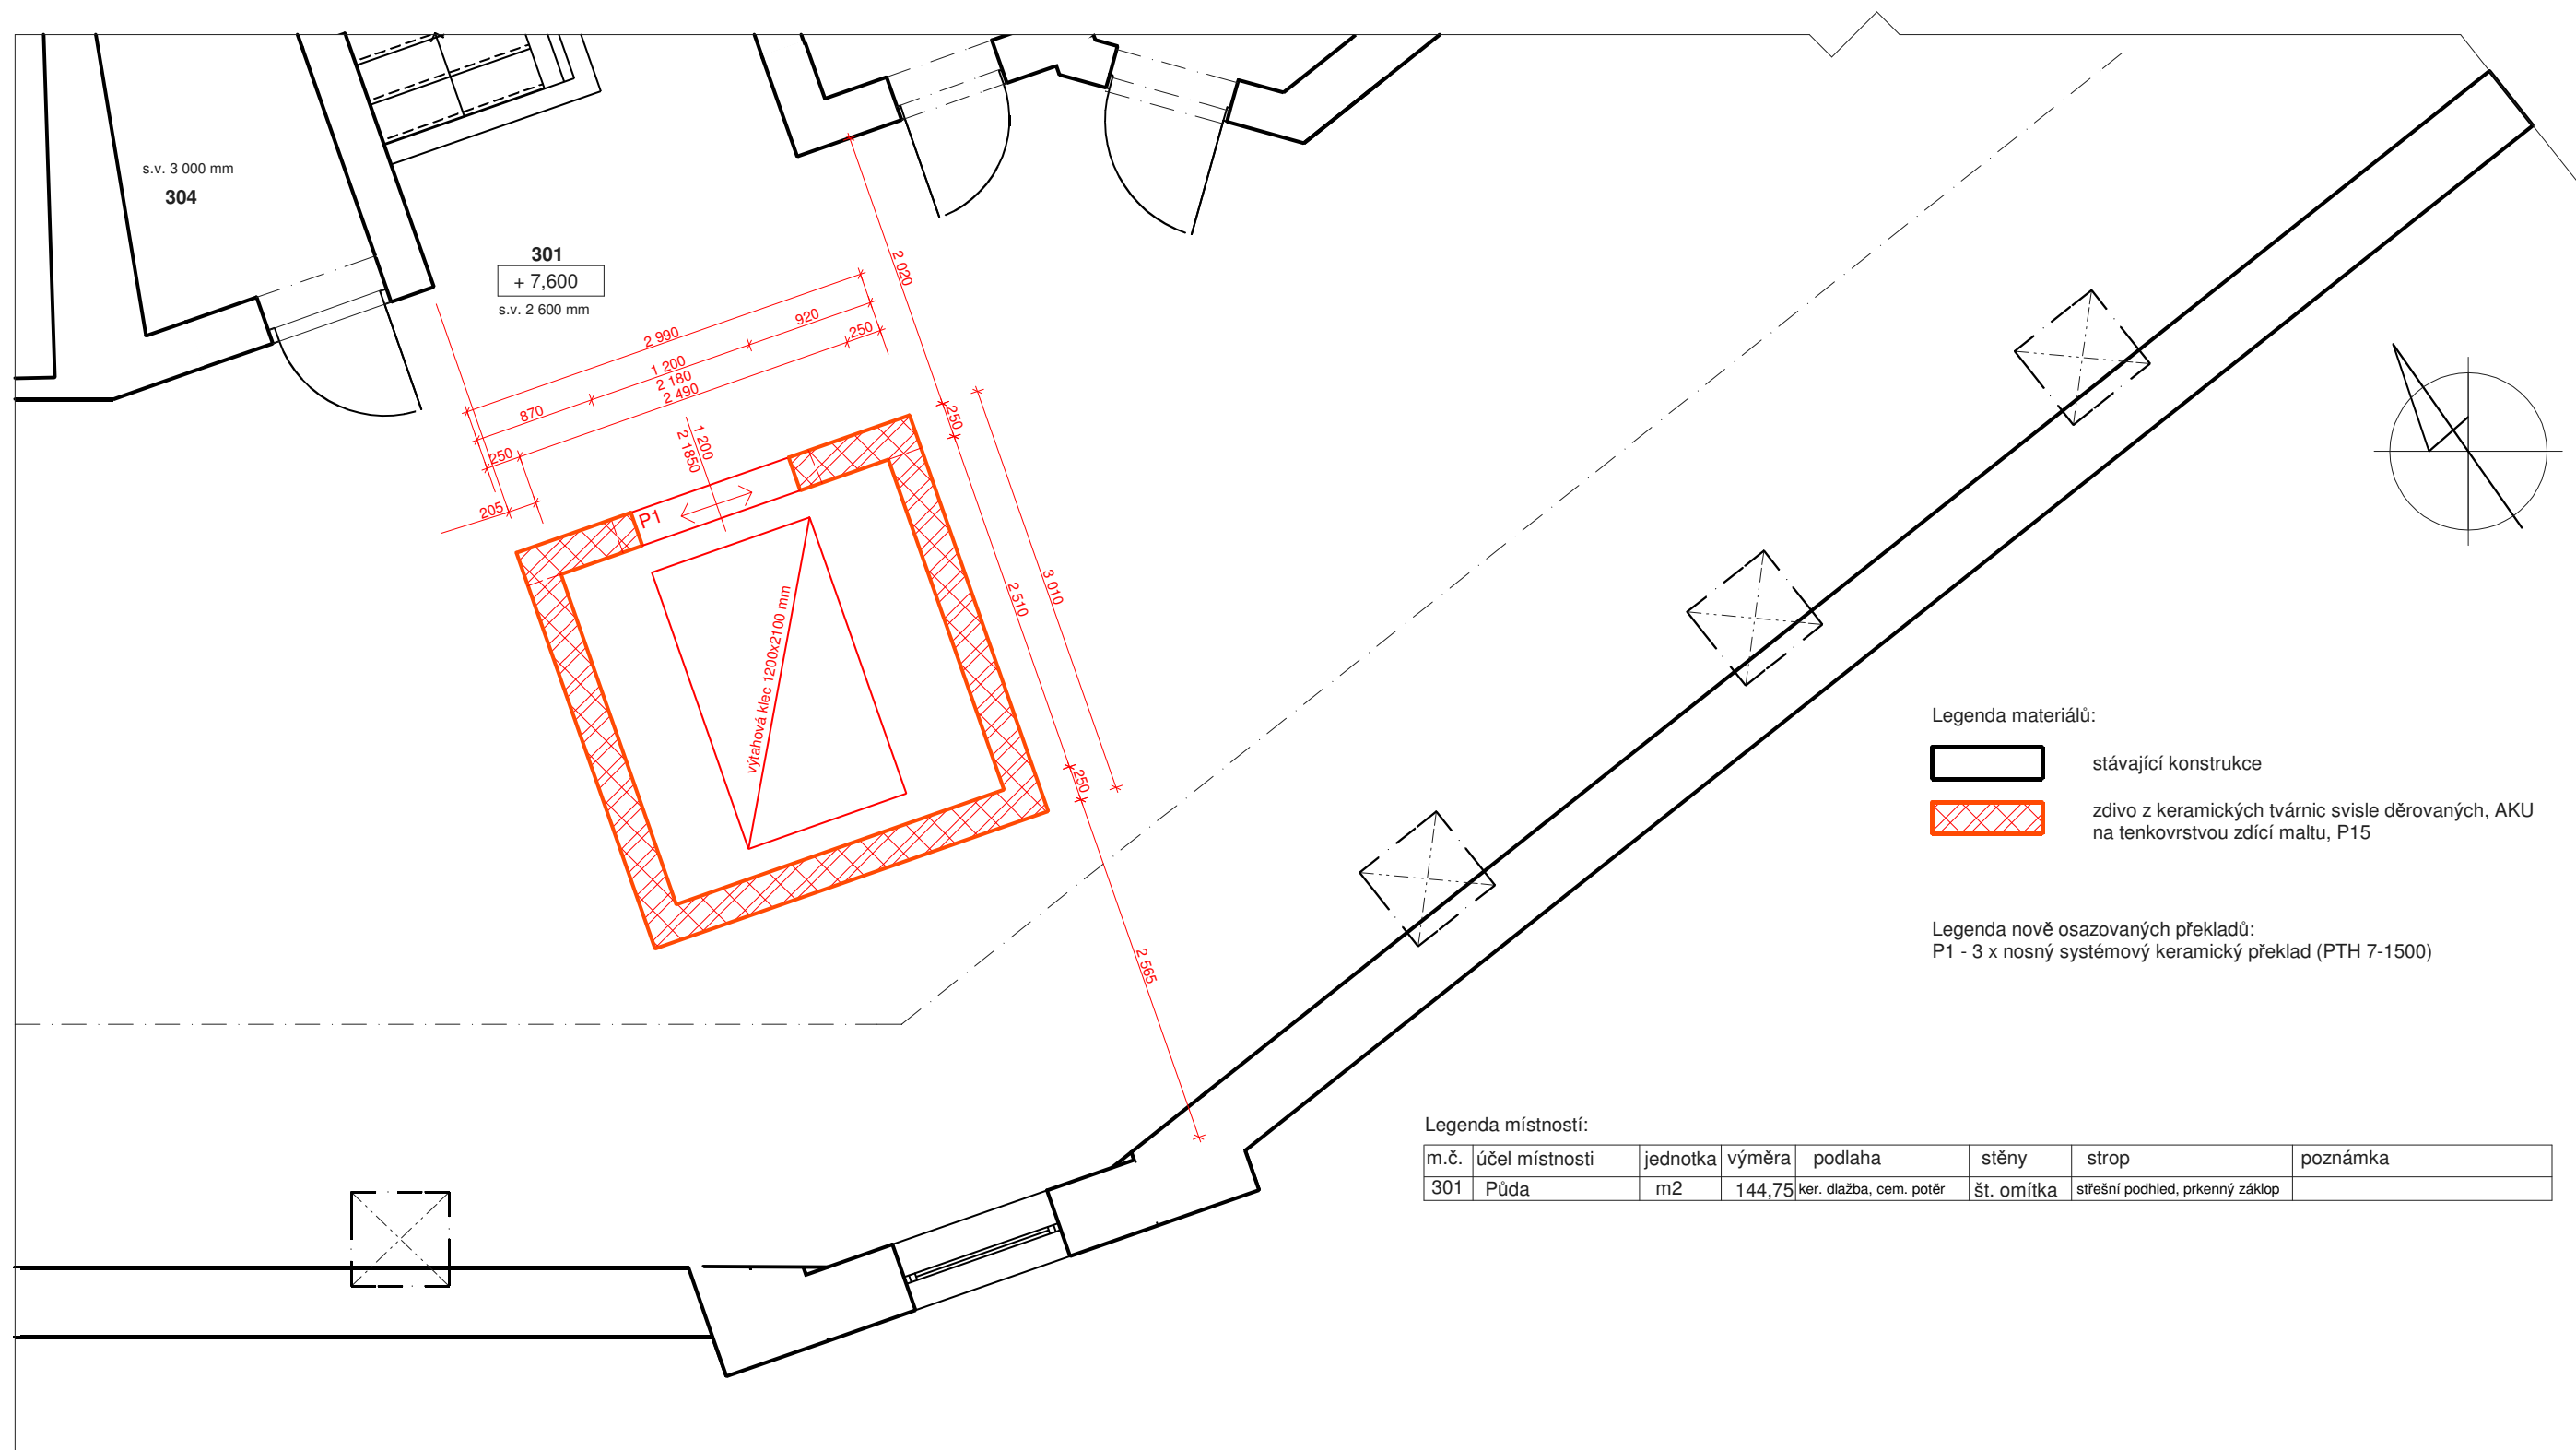 s.v. 3 000 mm
304
301
+ 7,600
s.v. 2 600 mm
2 020
2 990
920
250
1 200
2 180
2 490
870
250
205
1 200
2 1850
250
P1
3 010
2 510
výtahová klec 1200x2100 mm
250
2 565
Legenda materiálů:
stávající konstrukce
zdivo z keramických tvárnic svisle děrovaných, AKU
na tenkovrstvou zdící maltu, P15
Legenda nově osazovaných překladů:
P1 - 3 x nosný systémový keramický překlad (PTH 7-1500)
Legenda místností:
m.č. účel místnosti jednotka výměra podlaha stěny strop poznámka
301 Půda m2 144,75 ker. dlažba, cem. potěr št. omítka střešní podhled, prkenný záklop